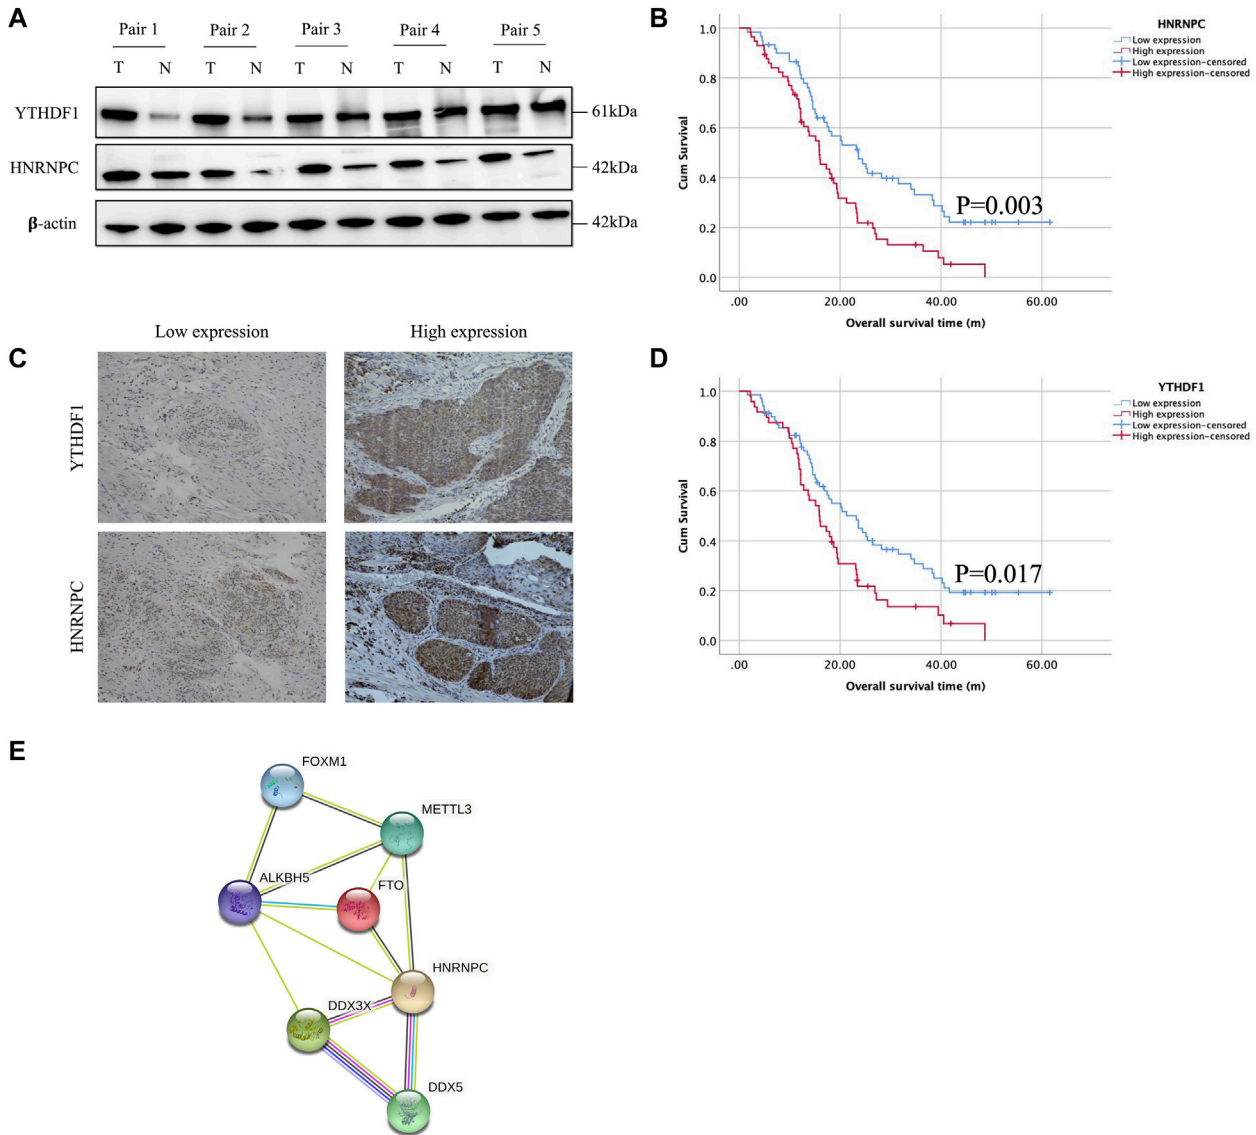 A
Pair 1 Pair 2 Pair 3 Pair 4 Pair 5
T N T N T N T N T N
YTHDF1
61kDa
HNRNPC
42kDa
β-actin
42kDa
B
HNRNPC
Low expression
High expression
Low expression-censored
High expression-censored
Cum Survival
1.0
0.8
0.6
0.4
0.2
0.0
P=0.003
.00 20.00 40.00 60.00
Overall survival time (m)
C
Low expression High expression
YTHDF1
HNRNPC
D
YTHDF1
Low expression
High expression
Low expression-censored
High expression-censored
Cum Survival
1.0
0.8
0.6
0.4
0.2
0.0
P=0.017
.00 20.00 40.00 60.00
Overall survival time (m)
E
FOXM1
METTL3
ALKBH5
FTO
HNRNPC
DDX3X
DDX5